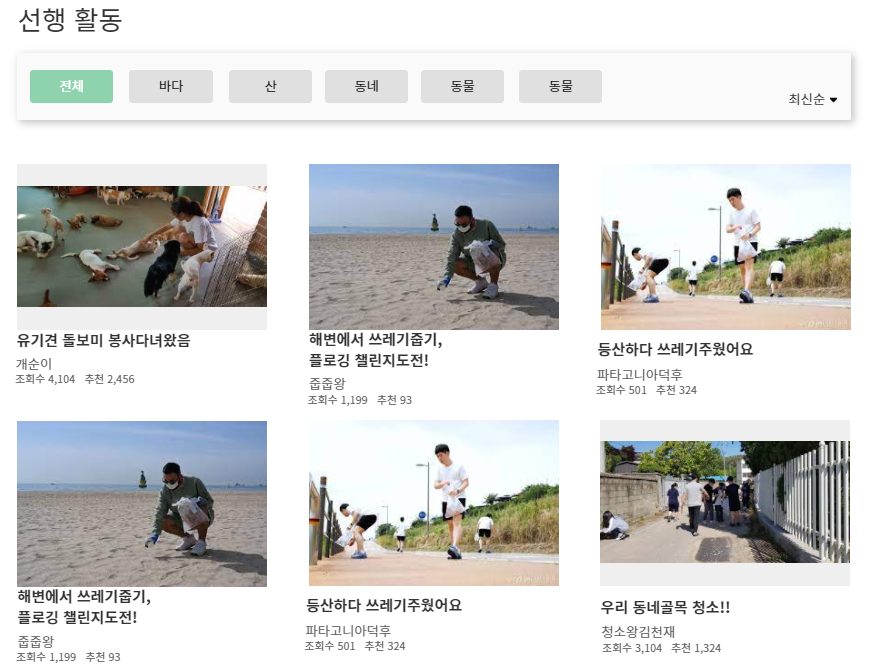 선행 활동
전체
바다
산
동네
동물
동물
최신순
유기견 돌보미 봉사다녀왔음
개순이
조회수 4,104 추천 2,456
해변에서 쓰레기줍기,
플로깅 챌린지도전!
줍줍왕
조회수 1,199 추천 93
등산하다 쓰레기주웠어요
파타고니아덕후
조회수 501 추천 324
해변에서 쓰레기줍기,
플로깅 챌린지도전!
줍줍왕
조회수 1,199 추천 93
등산하다 쓰레기주웠어요
파타고니아덕후
조회수 501 추천 324
우리 동네골목 청소!!
청소왕김천재
조회수 3,104 추천 1,324